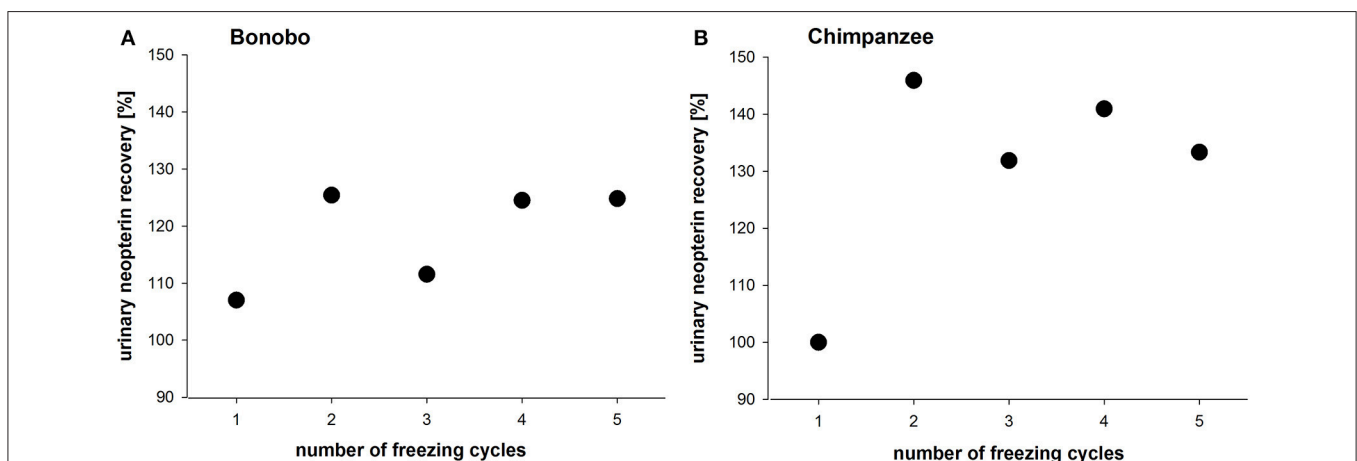 A Bonobo
urinary neopterin recovery [%]
150
140
130
120
110
100
90
1 2 3 4 5
number of freezing cycles
B Chimpanzee
urinary neopterin recovery [%]
150
140
130
120
110
100
90
1 2 3 4 5
number of freezing cycles